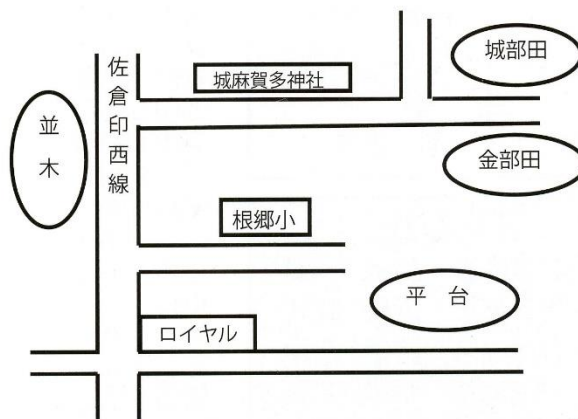 城部田
佐倉印西線
城麻賀多神社
並木
金部田
根郷小
平 台
ロイヤル